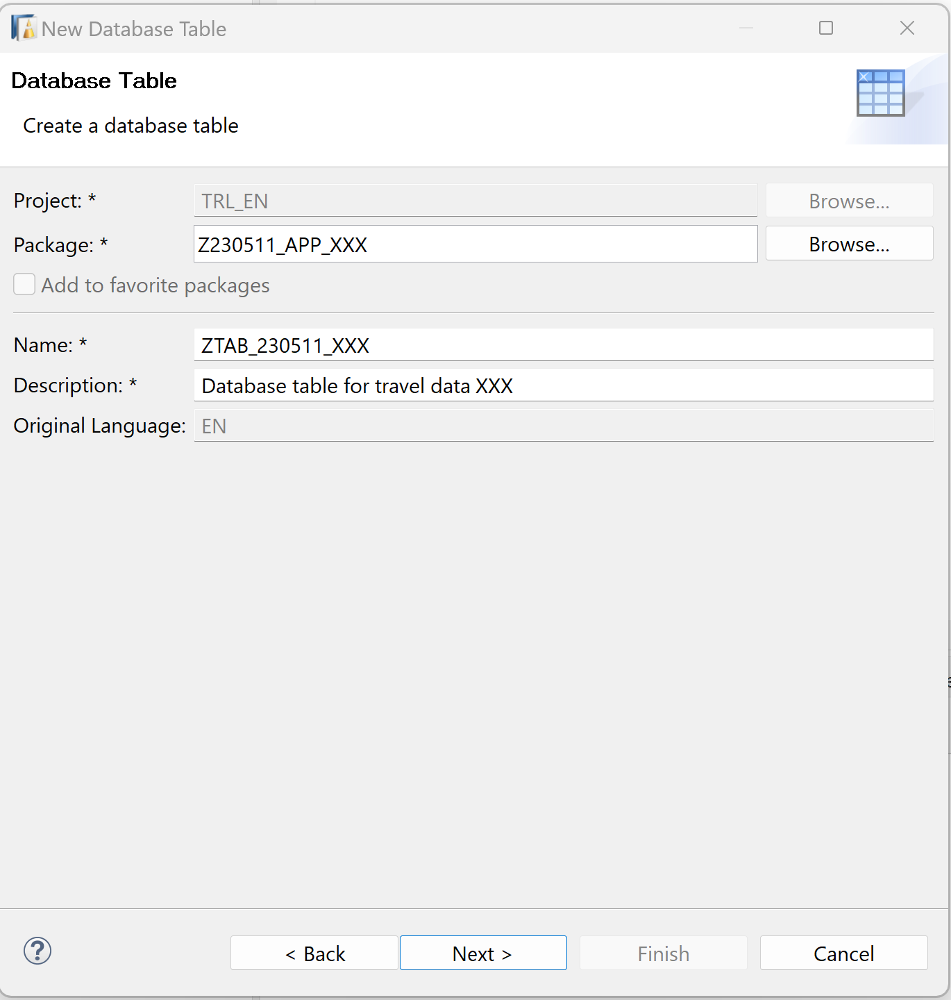 New Database Table
Database Table
Create a database table
Project: * TRL_EN Browse...
Package: * Z230511_APP_XXX Browse...
Add to favorite packages
Name: * ZTAB_230511_XXX
Description: * Database table for travel data XXX
Original Language: EN
? < Back Next > Finish Cancel